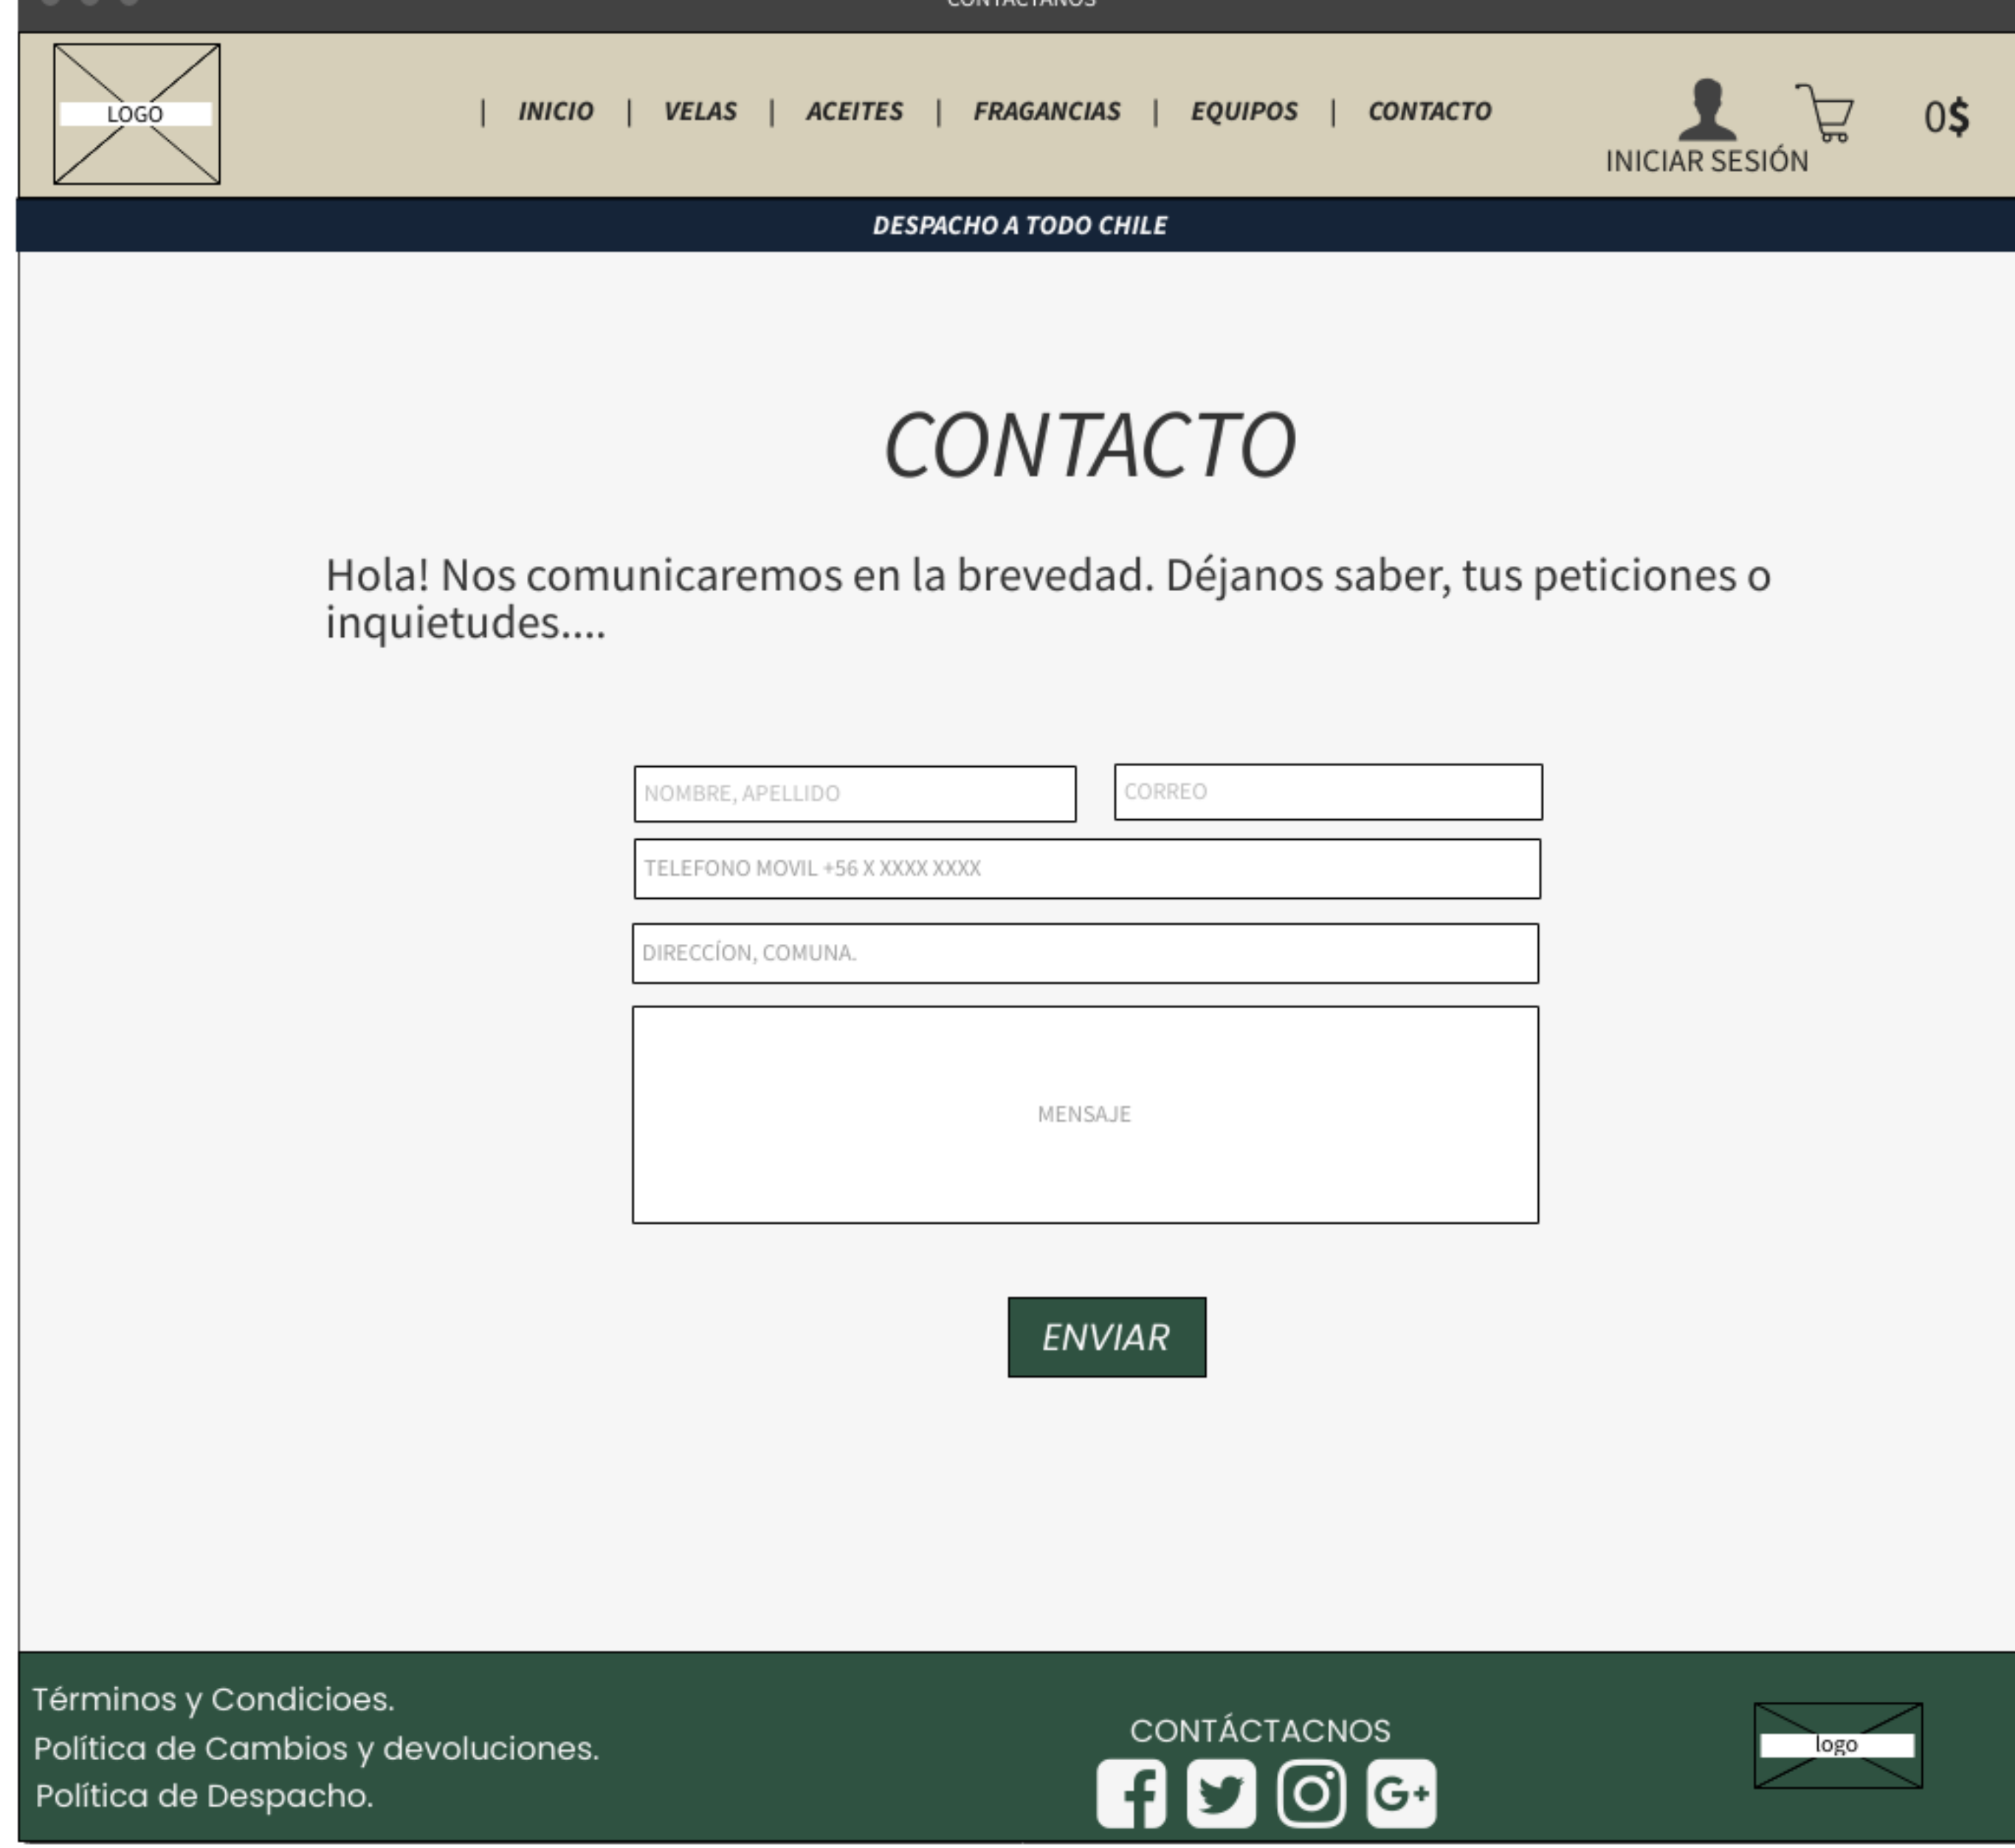 CONTACTANOS
LOGO
| INICIO | VELAS | ACEITES | FRAGANCIAS | EQUIPOS | CONTACTO
INICIAR SESIÓN
0$
DESPACHO A TODO CHILE
CONTACTO
Hola! Nos comunicaremos en la brevedad. Déjanos saber, tus peticiones o
inquietudes....
NOMBRE, APELLIDO
CORREO
TELEFONO MOVIL +56 X XXXX XXXX
DIRECCÍON, COMUNA.
MENSAJE
ENVIAR
Términos y Condicioes.
Política de Cambios y devoluciones.
Política de Despacho.
CONTÁCTACNOS
logo